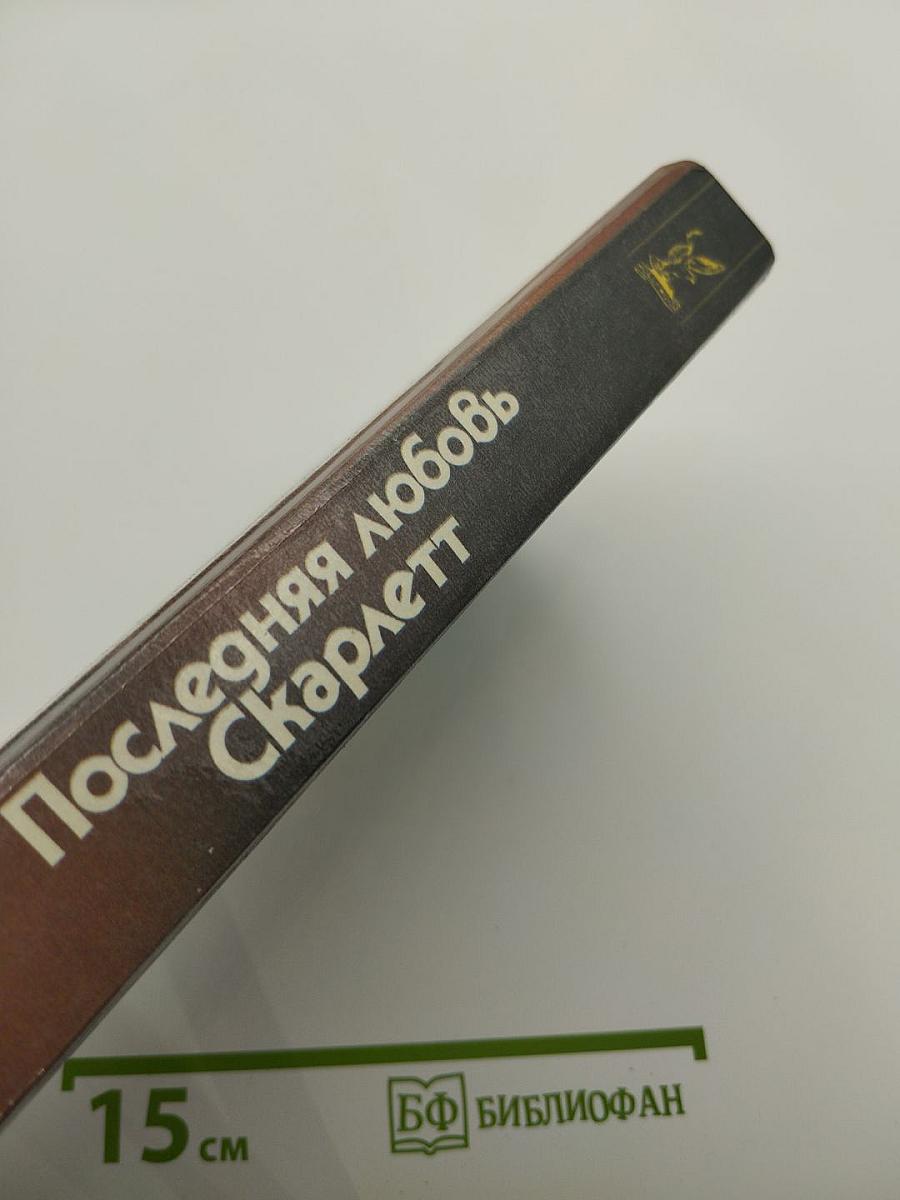 Последняя любовь
Скарлетт
15 см
БФ БИБЛИОФАН